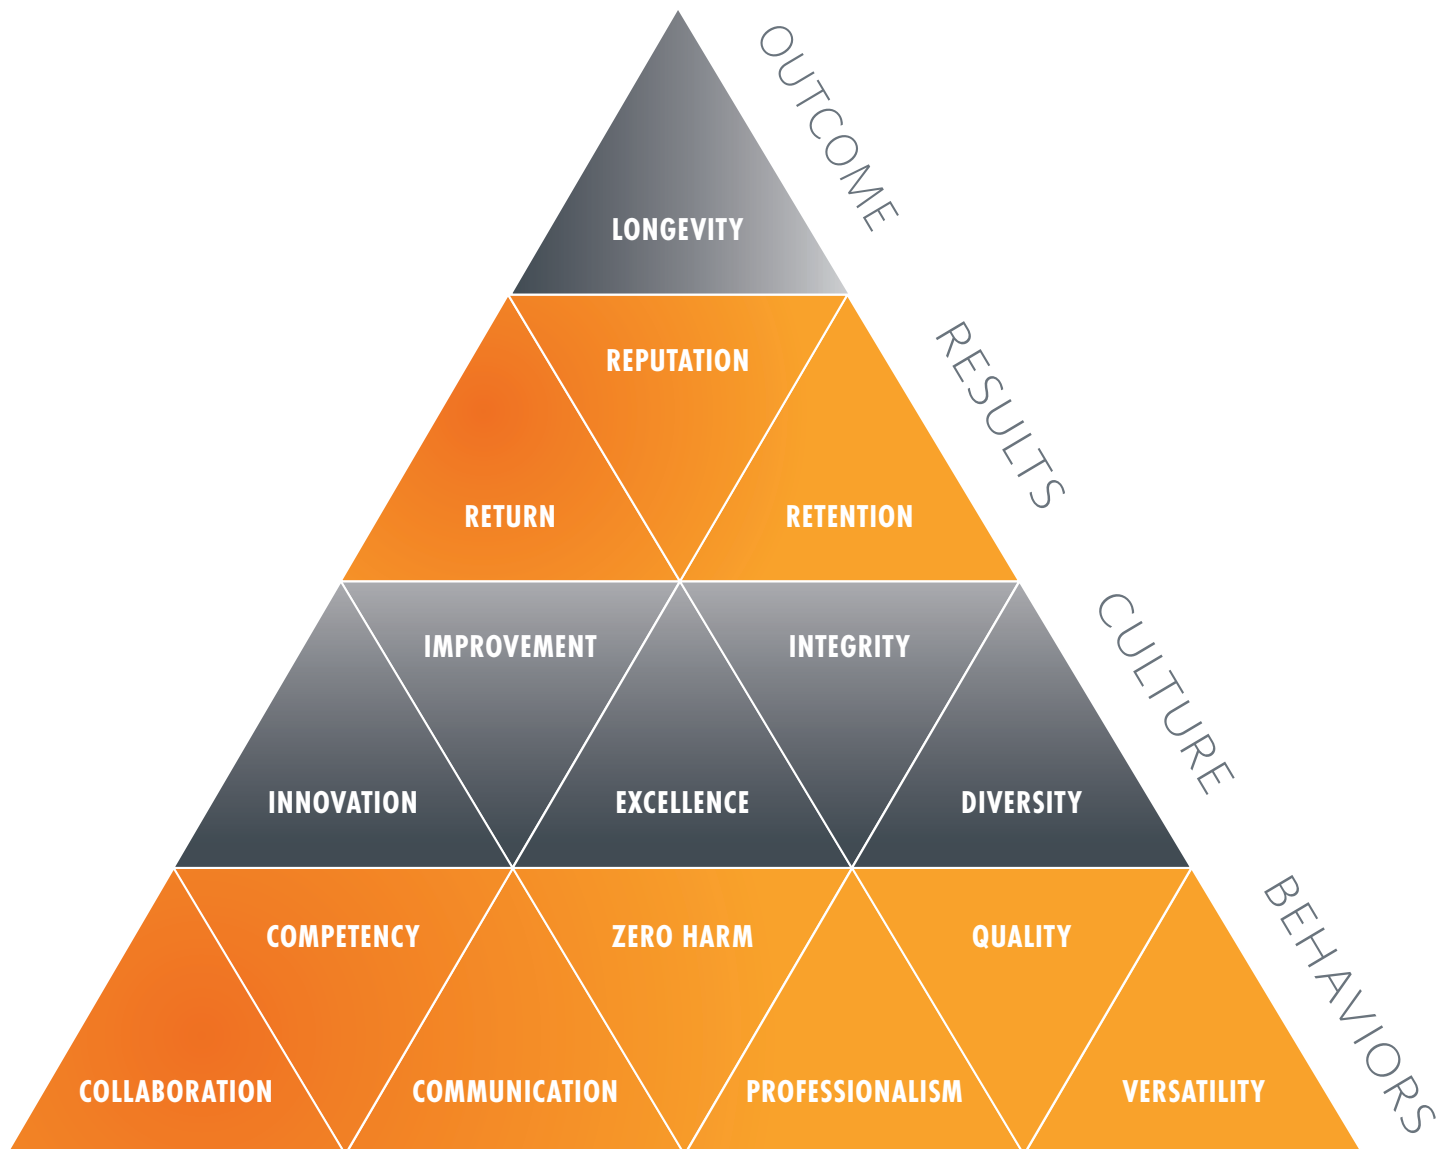 OUTCOME
LONGEVITY
RESULTS
REPUTATION
RETURN
RETENTION
CULTURE
IMPROVEMENT
INTEGRITY
INNOVATION
EXCELLENCE
DIVERSITY
BEHAVIORS
COMPETENCY
ZERO HARM
QUALITY
COLLABORATION
COMMUNICATION
PROFESSIONALISM
VERSATILITY